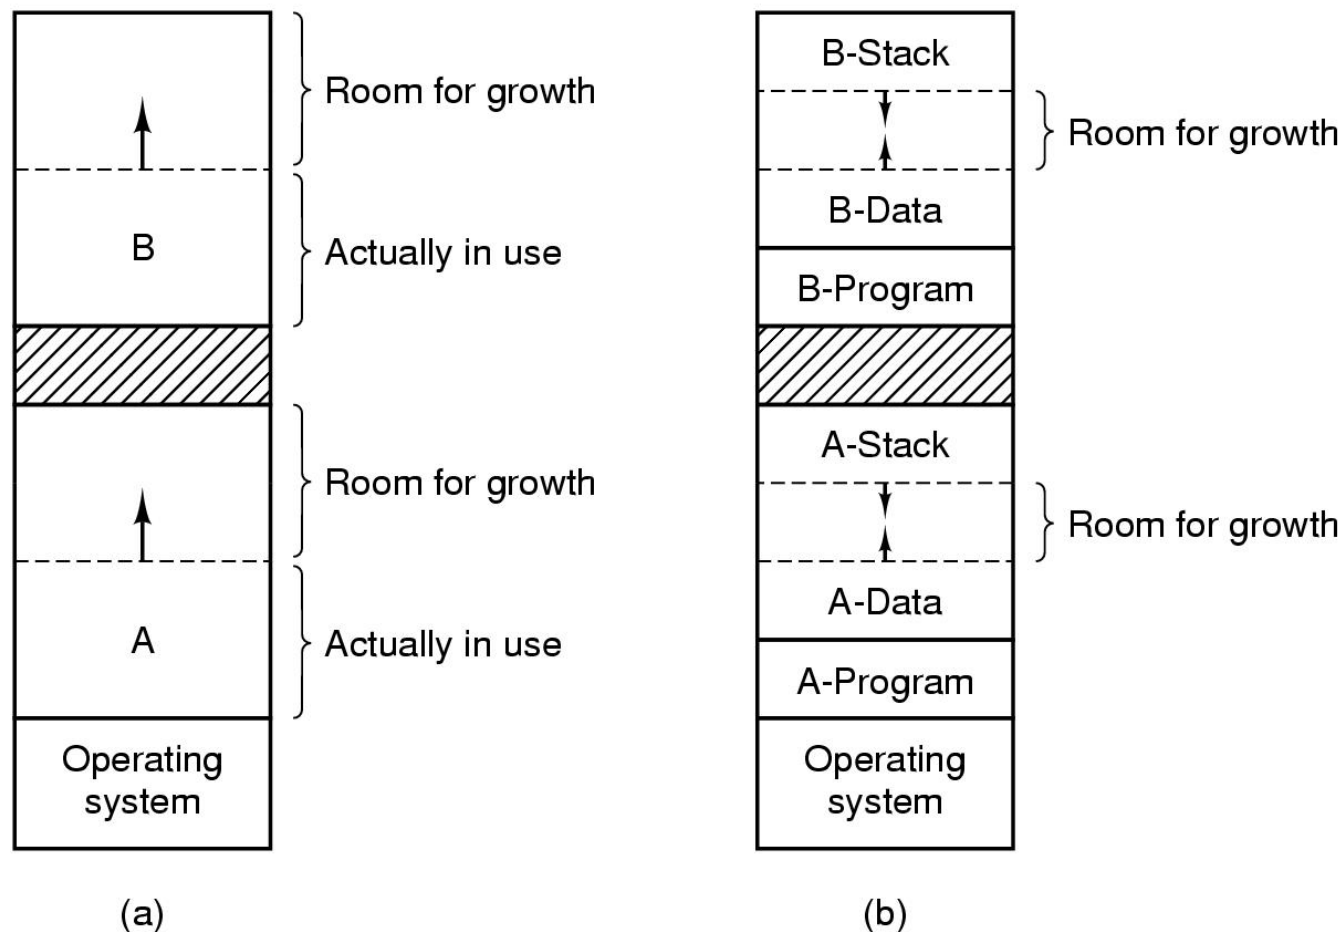 Room for growth
B
Actually in use
Room for growth
A
Actually in use
Operating
system
(a)
B-Stack
Room for growth
B-Data
B-Program
A-Stack
Room for growth
A-Data
A-Program
Operating
system
(b)